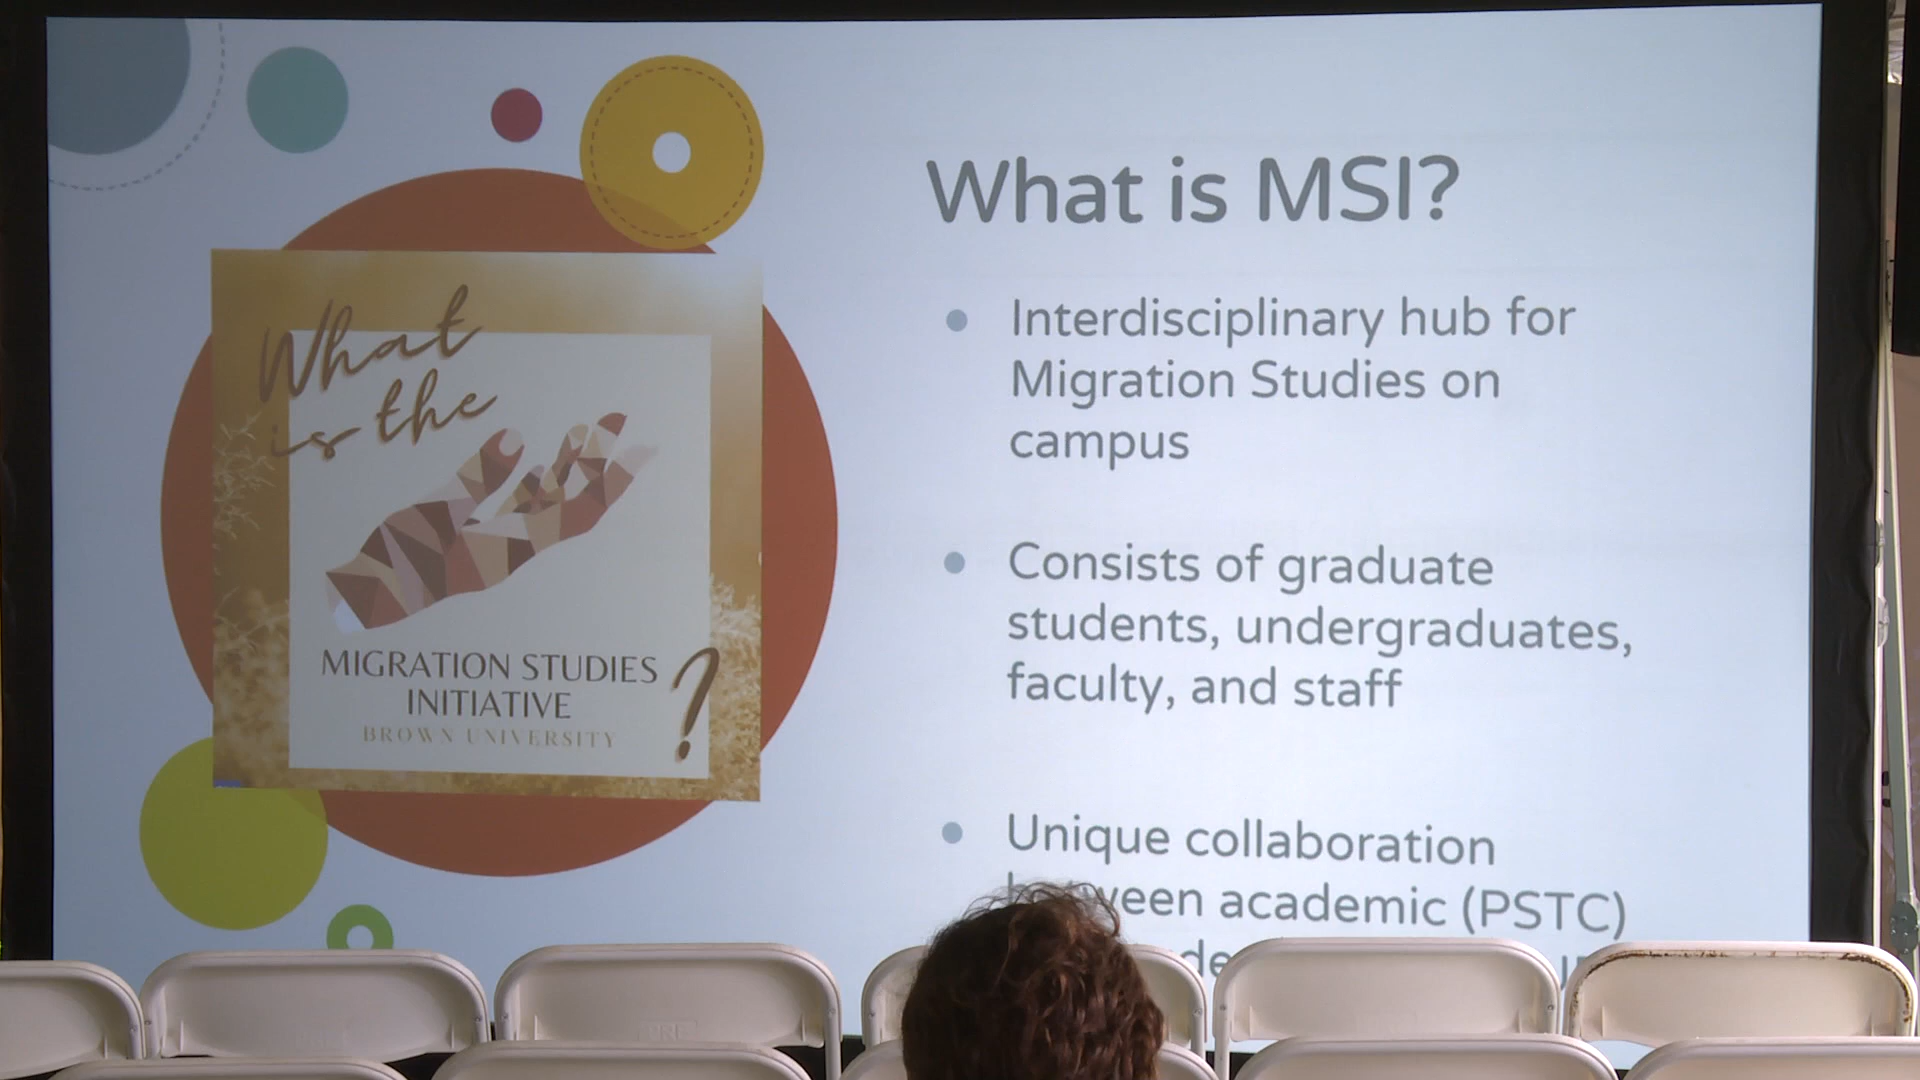 What is MSI?
Interdisciplinary hub for
Migration Studies on
campus
Consists of graduate
students, undergraduates,
faculty, and staff
Unique collaboration
academic (PSTC)
What
is the
MIGRATION STUDIES
INITIATIVE
BROWN UNIVERSITY
?